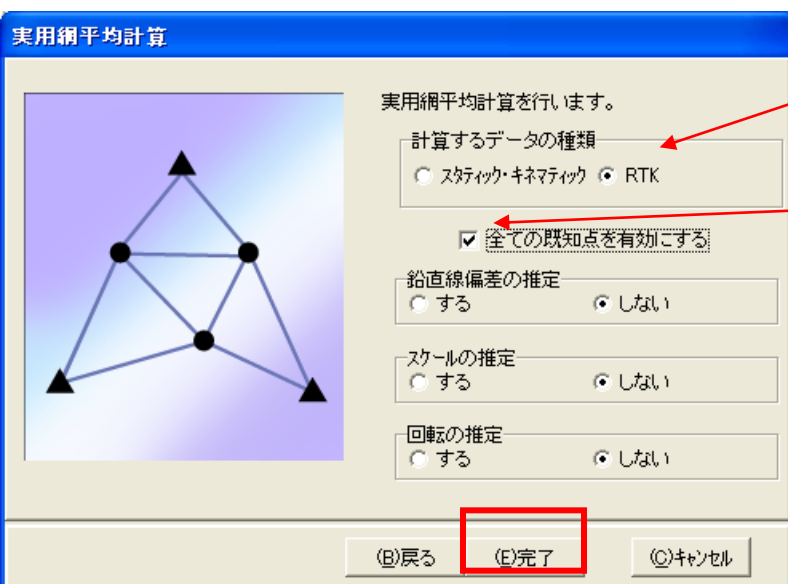 実用網平均計算
実用網平均計算を行います。
計算するデータの種類
ｽﾀﾃｨｯｸ･ｷﾈﾏﾃｨｯｸ RTK
全ての既知点を有効にする
鉛直線偏差の推定
する しない
ｽｹｰﾙの推定
する しない
回転の推定
する しない
(B)戻る (E)完了 (C)ｷｬﾝｾﾙ